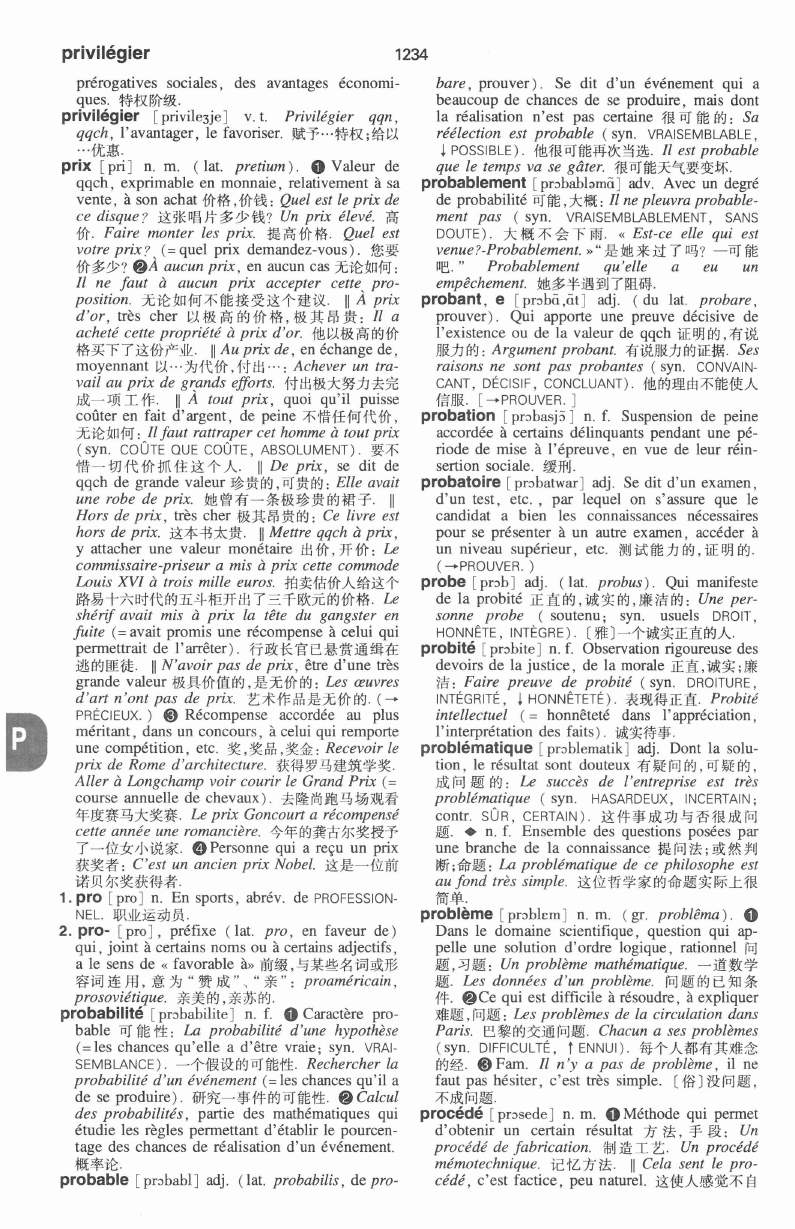 privilégier
1234
prérogatives sociales, des avantages économi-
ques. 特权阶级.
privilégier [privileʒje] v. t. Privilégier qqn,
qqch, l'avantager, le favoriser. 赋予…特权;给以
…优惠.
prix [pri] n. m. (lat. pretium). ❶ Valeur de
qqch, exprimable en monnaie, relativement à sa
vente, à son achat 价格,价钱: Quel est le prix de
ce disque? 这张唱片多少钱? Un prix élevé. 高
价. Faire monter les prix. 提高价格. Quel est
votre prix? (= quel prix demandez-vous). 您要
价多少? ❷À aucun prix, en aucun cas 无论如何:
Il ne faut à aucun prix accepter cette pro-
position. 无论如何不能接受这个建议. ‖ À prix
d'or, très cher 以极高的价格,极其昂贵: Il a
acheté cette propriété à prix d'or. 他以极高的价
格买下了这份产业. ‖ Au prix de, en échange de,
moyennant 以…为代价,付出…: Achever un tra-
vail au prix de grands efforts. 付出极大努力去完
成一项工作. ‖ À tout prix, quoi qu'il puisse
coûter en fait d'argent, de peine 不惜任何代价,
无论如何: Il faut rattraper cet homme à tout prix
(syn. COÛTE QUE COÛTE, ABSOLUMENT). 要不
惜一切代价抓住这个人. ‖ De prix, se dit de
qqch de grande valeur 珍贵的,可贵的: Elle avait
une robe de prix. 她曾有一条极珍贵的裙子. ‖
Hors de prix, très cher 极其昂贵的: Ce livre est
hors de prix. 这本书太贵. ‖ Mettre qqch à prix,
y attacher une valeur monétaire 出价,开价: Le
commissaire-priseur a mis à prix cette commode
Louis XVI à trois mille euros. 拍卖估价人给这个
路易十六时代的五斗柜开出了三千欧元的价格. Le
shérif avait mis à prix la tête du gangster en
fuite (= avait promis une récompense à celui qui
permettrait de l'arrêter). 行政长官已悬赏通缉在
逃的匪徒. ‖ N'avoir pas de prix, être d'une très
grande valeur 极具价值的,是无价的: Les œuvres
d'art n'ont pas de prix. 艺术作品是无价的. (→
PRÉCIEUX.) ❸ Récompense accordée au plus
méritant, dans un concours, à celui qui remporte
une compétition, etc. 奖,奖品,奖金: Recevoir le
prix de Rome d'architecture. 获得罗马建筑学奖.
Aller à Longchamp voir courir le Grand Prix (=
course annuelle de chevaux). 去隆尚跑马场观看
年度赛马大奖赛. Le prix Goncourt a récompensé
cette année une romancière. 今年的龚古尔奖授予
了一位女小说家. ❹Personne qui a reçu un prix
获奖者: C'est un ancien prix Nobel. 这是一位前
诺贝尔奖获得者.
1. pro [pro] n. En sports, abrév. de PROFESSION-
NEL. 职业运动员.
2. pro- [pro], préfixe (lat. pro, en faveur de)
qui, joint à certains noms ou à certains adjectifs,
a le sens de « favorable à» 前缀,与某些名词或形
容词连用, 意为“赞成”、“亲”: proaméricain,
prosoviétique. 亲美的,亲苏的.
probabilité [prɔbabilite] n. f. ❶ Caractère pro-
bable 可能性: La probabilité d'une hypothèse
(= les chances qu'elle a d'être vraie; syn. VRAI-
SEMBLANCE). 一个假设的可能性. Rechercher la
probabilité d'un événement (= les chances qu'il a
de se produire). 研究一事件的可能性. ❷ Calcul
des probabilités, partie des mathématiques qui
étudie les règles permettant d'établir le pourcen-
tage des chances de réalisation d'un événement.
概率论.
probable [prɔbabl] adj. (lat. probabilis, de pro-
bare, prouver). Se dit d'un événement qui a
beaucoup de chances de se produire, mais dont
la réalisation n'est pas certaine 很可能的: Sa
réélection est probable (syn. VRAISEMBLABLE,
↓ POSSIBLE). 他很可能再次当选. Il est probable
que le temps va se gâter. 很可能天气要变坏.
probablement [prɔbabləmɑ̃] adv. Avec un degré
de probabilité 可能,大概: Il ne pleuvra probable-
ment pas (syn. VRAISEMBLABLEMENT, SANS
DOUTE). 大概不会下雨. « Est-ce elle qui est
venue?-Probablement. »“是她来过了吗? —可能
吧.” Probablement qu'elle a eu un
empêchement. 她多半遇到了阻碍.
probant, e [prɔbɑ̃,ɑ̃t] adj. (du lat. probare,
prouver). Qui apporte une preuve décisive de
l'existence ou de la valeur de qqch 证明的,有说
服力的: Argument probant. 有说服力的证据. Ses
raisons ne sont pas probantes (syn. CONVAIN-
CANT, DÉCISIF, CONCLUANT). 他的理由不能使人
信服. [→PROUVER.]
probation [prɔbasjɔ̃] n. f. Suspension de peine
accordée à certains délinquants pendant une pé-
riode de mise à l'épreuve, en vue de leur réin-
sertion sociale. 缓刑.
probatoire [prɔbatwar] adj. Se dit d'un examen,
d'un test, etc., par lequel on s'assure que le
candidat a bien les connaissances nécessaires
pour se présenter à un autre examen, accéder à
un niveau supérieur, etc. 测试能力的,证明的.
(→PROUVER.)
probe [prɔb] adj. (lat. probus). Qui manifeste
de la probité 正直的,诚实的,廉洁的: Une per-
sonne probe (soutenu; syn. usuels DROIT,
HONNÊTE, INTÈGRE). [雅]一个诚实正直的人.
probité [prɔbite] n. f. Observation rigoureuse des
devoirs de la justice, de la morale 正直,诚实;廉
洁: Faire preuve de probité (syn. DROITURE,
INTÉGRITÉ, ↓ HONNÊTETÉ). 表现得正直. Probité
intellectuel (= honnêteté dans l'appréciation,
l'interprétation des faits). 诚实待事.
problématique [prɔblematik] adj. Dont la solu-
tion, le résultat sont douteux 有疑问的,可疑的,
成问题的: Le succès de l'entreprise est très
problématique (syn. HASARDEUX, INCERTAIN;
contr. SÛR, CERTAIN). 这件事成功与否很成问
题. ◆ n. f. Ensemble des questions posées par
une branche de la connaissance 提问法;或然判
断;命题: La problématique de ce philosophe est
au fond très simple. 这位哲学家的命题实际上很
简单.
problème [prɔblɛm] n. m. (gr. problêma). ❶
Dans le domaine scientifique, question qui ap-
pelle une solution d'ordre logique, rationnel 问
题,习题: Un problème mathématique. 一道数学
题. Les données d'un problème. 问题的已知条
件. ❷Ce qui est difficile à résoudre, à expliquer
难题,问题: Les problèmes de la circulation dans
Paris. 巴黎的交通问题. Chacun a ses problèmes
(syn. DIFFICULTÉ, ↑ ENNUI). 每个人都有其难念
的经. ❸ Fam. Il n'y a pas de problème, il ne
faut pas hésiter, c'est très simple. [俗]没问题,
不成问题.
procédé [prɔsede] n. m. ❶Méthode qui permet
d'obtenir un certain résultat 方法,手段: Un
procédé de fabrication. 制造工艺. Un procédé
mémotechnique. 记忆方法. ‖ Cela sent le pro-
cédé, c'est factice, peu naturel. 这使人感觉不自
P